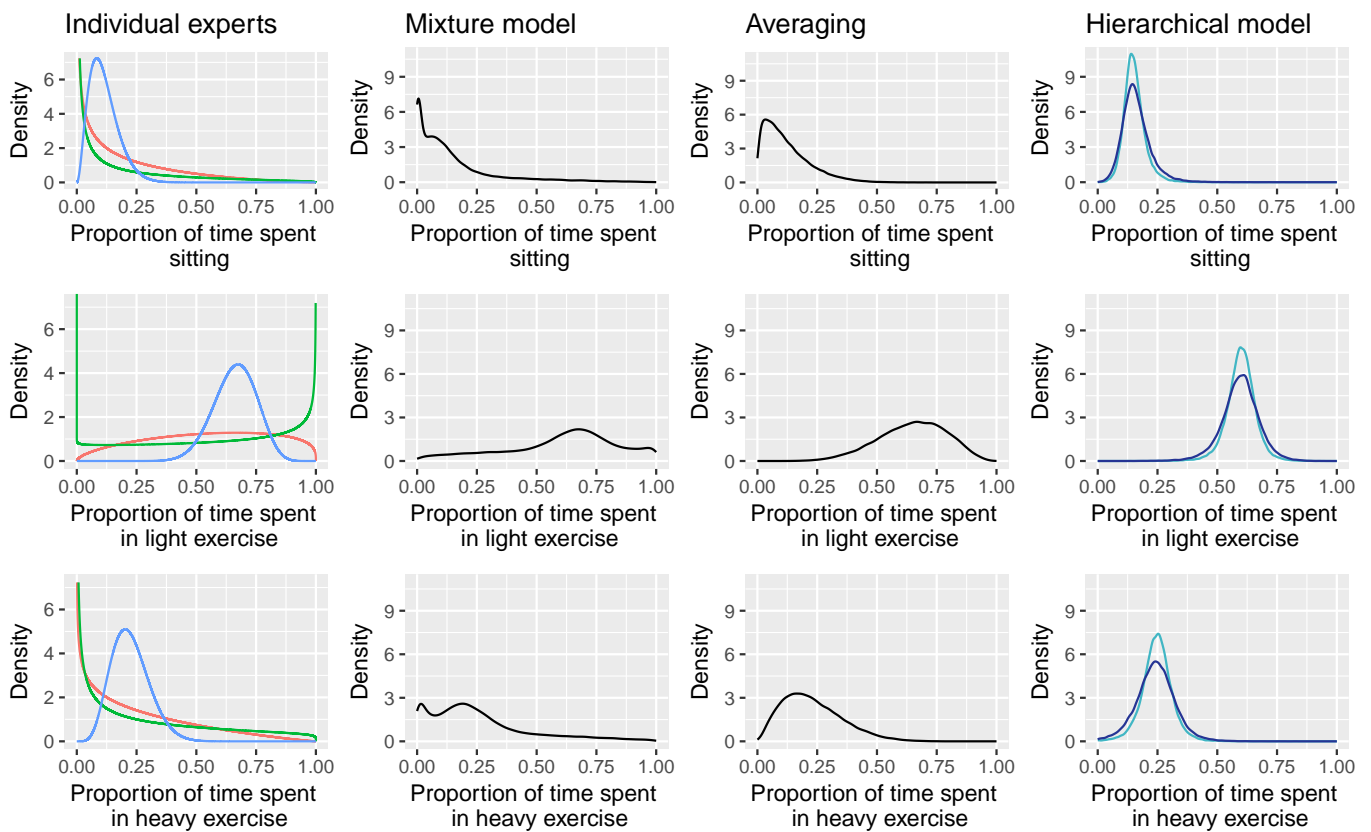 Individual experts
Mixture model
Averaging
Hierarchical model
Density
6
4
2
0
0.00 0.25 0.50 0.75 1.00
Proportion of time spent
sitting
Density
9
6
3
0
0.00 0.25 0.50 0.75 1.00
Proportion of time spent
sitting
Density
9
6
3
0
0.00 0.25 0.50 0.75 1.00
Proportion of time spent
sitting
Density
9
6
3
0
0.00 0.25 0.50 0.75 1.00
Proportion of time spent
sitting
Density
6
4
2
0
0.00 0.25 0.50 0.75 1.00
Proportion of time spent
in light exercise
Density
9
6
3
0
0.00 0.25 0.50 0.75 1.00
Proportion of time spent
in light exercise
Density
9
6
3
0
0.00 0.25 0.50 0.75 1.00
Proportion of time spent
in light exercise
Density
9
6
3
0
0.00 0.25 0.50 0.75 1.00
Proportion of time spent
in light exercise
Density
6
4
2
0
0.00 0.25 0.50 0.75 1.00
Proportion of time spent
in heavy exercise
Density
9
6
3
0
0.00 0.25 0.50 0.75 1.00
Proportion of time spent
in heavy exercise
Density
9
6
3
0
0.00 0.25 0.50 0.75 1.00
Proportion of time spent
in heavy exercise
Density
9
6
3
0
0.00 0.25 0.50 0.75 1.00
Proportion of time spent
in heavy exercise